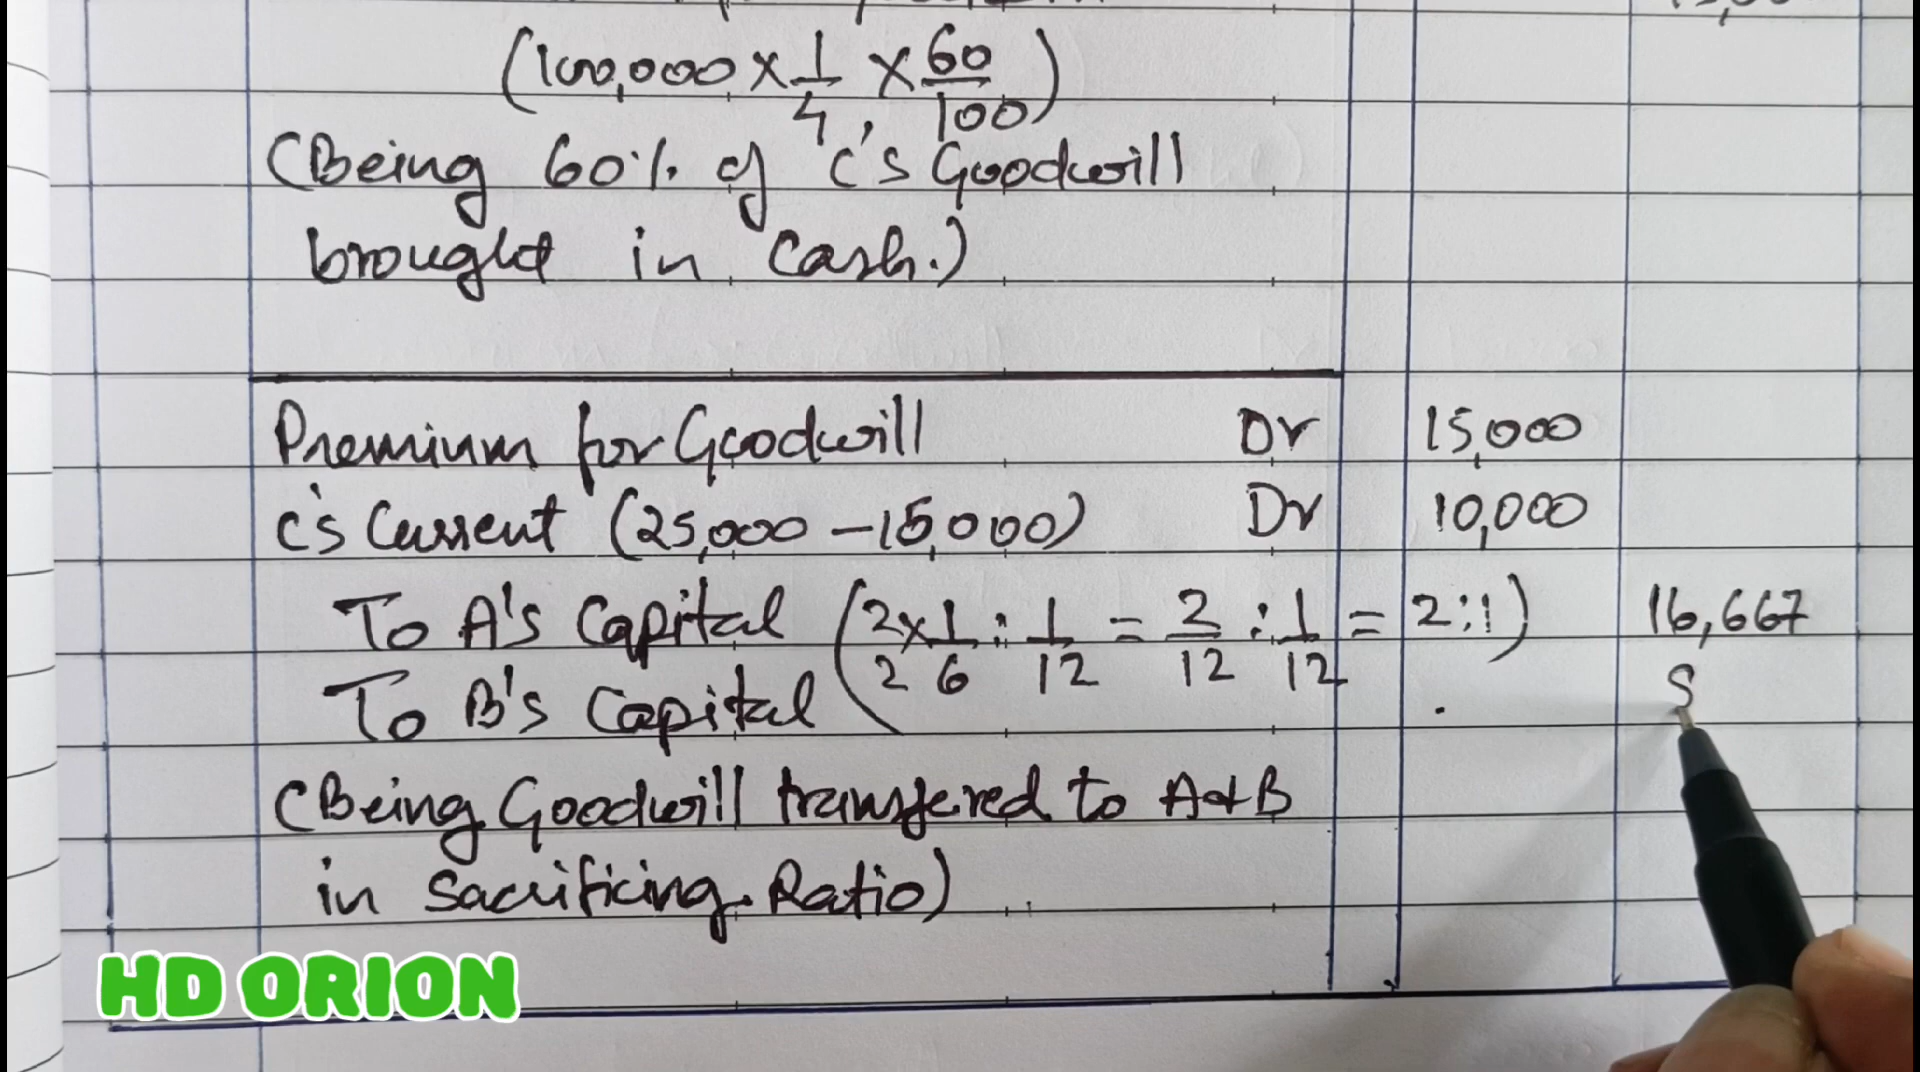 (100,000 × 1/4 × 60/100)
(Being 60% of C's Goodwill
brought in Cash.)
Premium for Goodwill Dr 15,000
C's Current (25,000 – 15,000) Dr 10,000
To A's Capital (2/2 × 1/6 : 1/12 = 2/12 : 1/12 = 2:1) 16,667
To B's Capital
(Being Goodwill transfered to A & B
in Sacrificing Ratio)
HD ORION